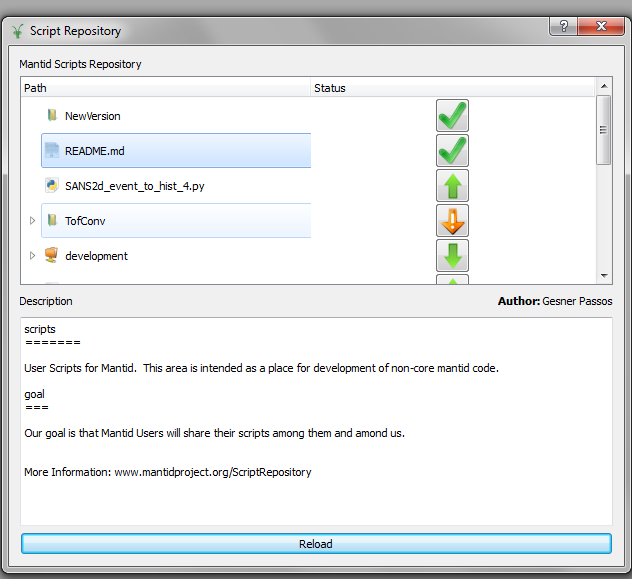 Script Repository
Mantid Scripts Repository
Path Status
NewVersion
README.md
SANS2d_event_to_hist_4.py
TofConv
development
Description Author: Gesner Passos
scripts
=======
User Scripts for Mantid. This area is intended as a place for development of non-core mantid code.
goal
===
Our goal is that Mantid Users will share their scripts among them and amond us.
More Information: www.mantidproject.org/ScriptRepository
Reload